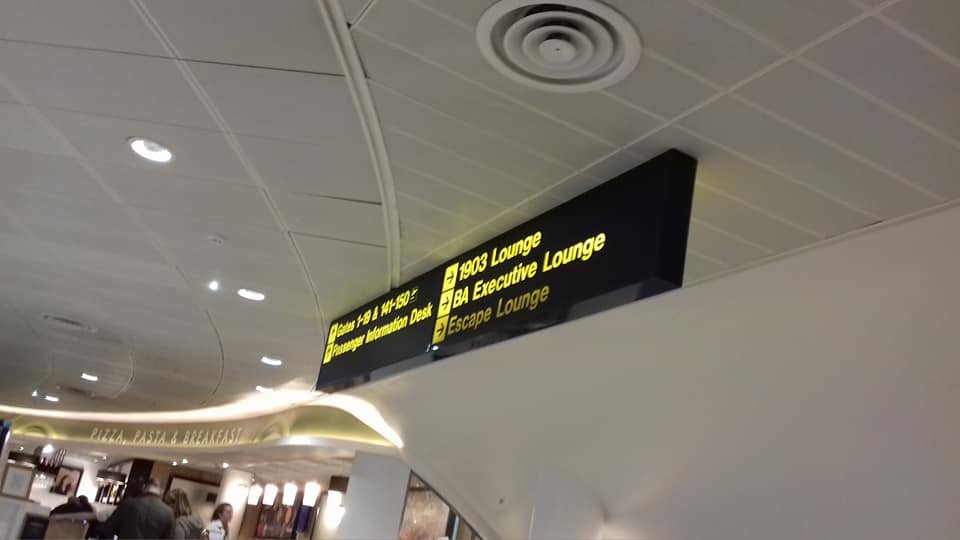 Gates 1-19 & 141-150
Passenger Information Desk
1903 Lounge
BA Executive Lounge
Escape Lounge
PIZZA, PASTA & BREAKFAST